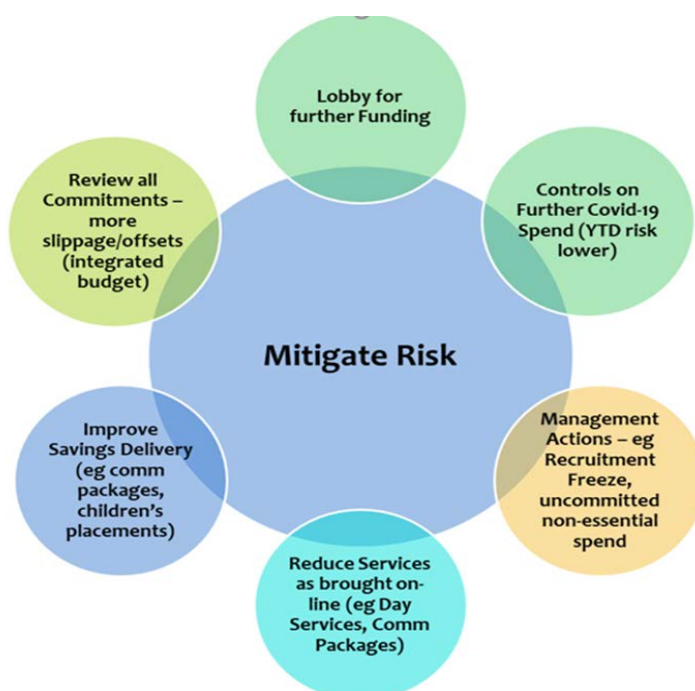 Lobby for
further Funding
Controls on
Further Covid-19
Spend (YTD risk
lower)
Management
Actions – eg
Recruitment
Freeze,
uncommitted
non-essential
spend
Reduce Services
as brought on-
line (eg Day
Services, Comm
Packages)
Improve
Savings Delivery
(eg comm
packages,
children's
placements)
Review all
Commitments –
more
slippage/offsets
(integrated
budget)
Mitigate Risk